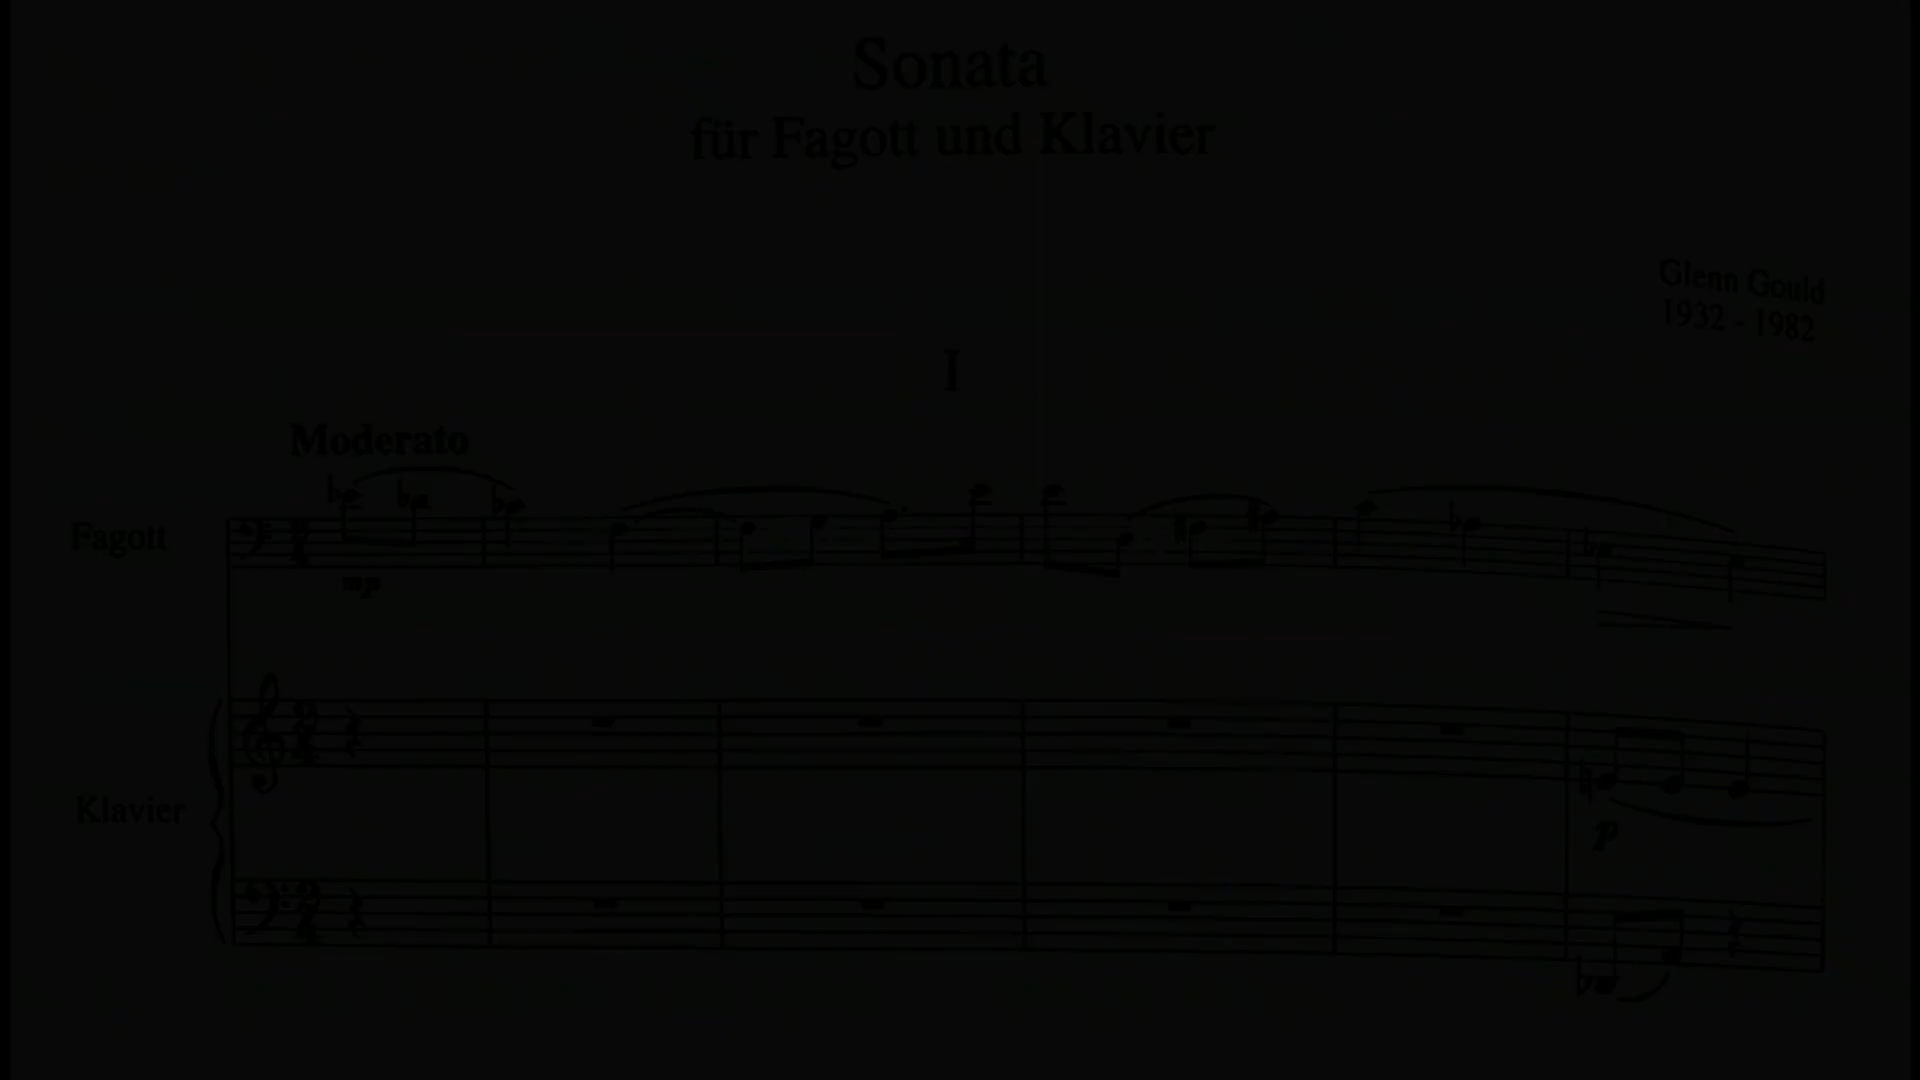 Sonata
für Fagott und Klavier
Glenn Gould
1932 - 1982
I
Moderato
Fagott
mp
Klavier
p